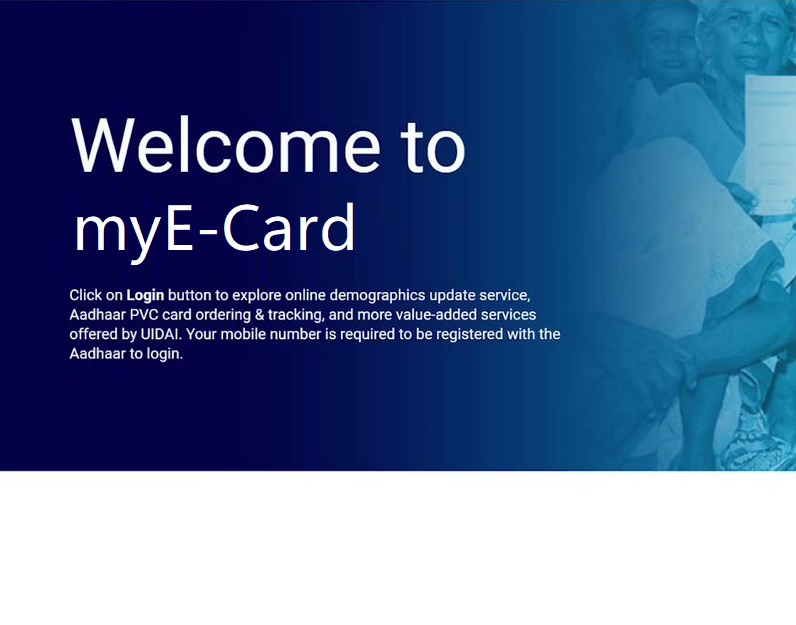 Welcome to
myE-Card
Click on Login button to explore online demographics update service,
Aadhaar PVC card ordering & tracking, and more value-added services
offered by UIDAI. Your mobile number is required to be registered with the
Aadhaar to login.